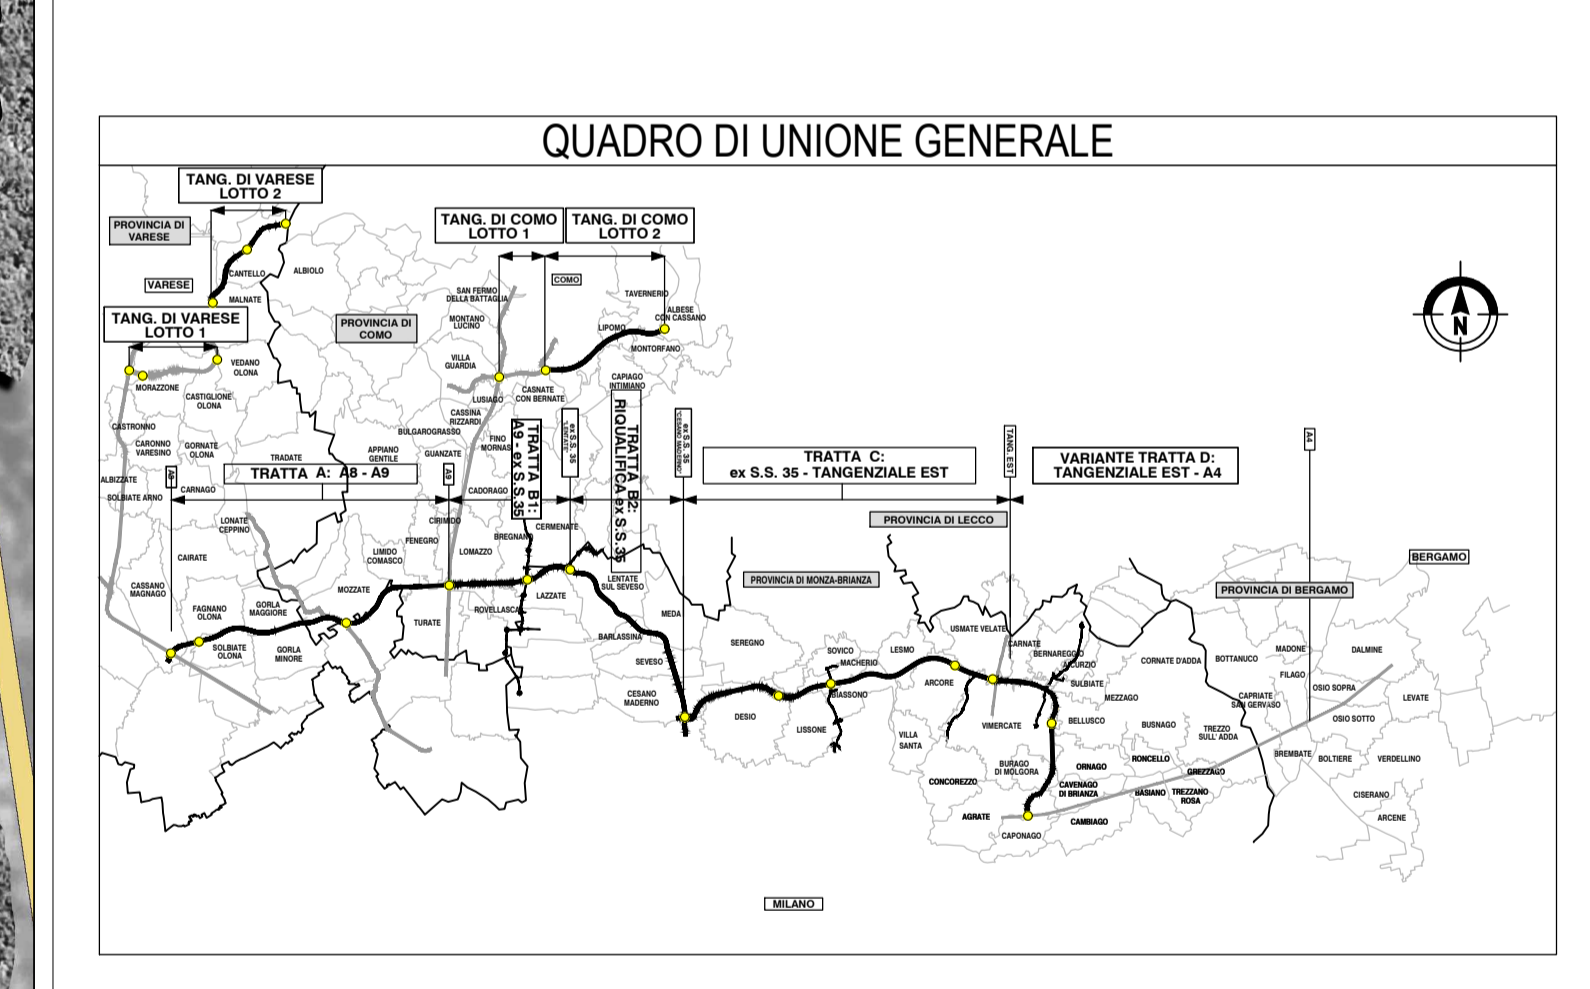 QUADRO DI UNIONE GENERALE
TANG. DI VARESE
LOTTO 2
PROVINCIA DI
VARESE
VARESE
CANTELLO
ALBIOLO
MALNATE
TANG. DI VARESE
LOTTO 1
VEDANO
OLONA
MORAZZONE
CASTIGLIONE
OLONA
CASTRONNO
CARONNO
VARESINO
GORNATE
OLONA
TRADATE
ALBIZZATE
SOLBIATE ARNO
CARNAGO
PROVINCIA DI
COMO
TANG. DI COMO
LOTTO 1
TANG. DI COMO
LOTTO 2
COMO
SAN FERMO
DELLA BATTAGLIA
MONTANO
LUCINO
VILLA
GUARDIA
TAVERNERIO
ALBESE
CON CASSANO
LIPOMO
MONTORFANO
CAPIAGO
INTIMIANO
CASNATE
CON BERNATE
LUSIAGO
CASSINA
RIZZARDI
BULGAROGRASSO
FINO
MORNAS
APPIANO
GENTILE
GUANZATE
CADORAGO
TRATTA A: A8 - A9
A8
A9
TRATTA B1:
A9 - ex S.S.35
ex S.S. 35
"LENTATE"
TRATTA B2:
RIQUALIFICA ex S.S.35
ex S.S. 35
"CESANO MADERNO"
TRATTA C:
ex S.S. 35 - TANGENZIALE EST
TANG. EST
VARIANTE TRATTA D:
TANGENZIALE EST - A4
A4
N
LONATE
CEPPINO
CAIRATE
CIRIMIDO
FENEGRO
LIMIDO
COMASCO
LOMAZZO
BREGNANO
CERMENATE
CASSANO
MAGNAGO
FAGNANO
OLONA
GORLA
MAGGIORE
MOZZATE
TURATE
ROVELLASCA
LAZZATE
LENTATE
SUL SEVESO
SOLBIATE
OLONA
GORLA
MINORE
MEDA
BARLASSINA
SEVESO
CESANO
MADERNO
PROVINCIA DI LECCO
PROVINCIA DI MONZA-BRIANZA
PROVINCIA DI BERGAMO
BERGAMO
SEREGNO
DESIO
LISSONE
SOVICO
MACHERIO
BIASSONO
LESMO
ARCORE
USMATE VELATE
CARNATE
BERNAREGGIO
AICURZIO
SULBIATE
MEZZAGO
BELLUSCO
VIMERCATE
VILLA
SANTA
BURAGO
DI MOLGORA
CONCOREZZO
ORNAGO
CAVENAGO
DI BRIANZA
AGRATE
CAPONAGO
CAMBIAGO
CORNATE D'ADDA
BUSNAGO
RONCELLO
GREZZAGO
BASIANO
TREZZANO
ROSA
TREZZO
SULL' ADDA
BOTTANUCO
MADONE
FILAGO
CAPRIATE
SAN GERVASO
DALMINE
OSIO SOPRA
OSIO SOTTO
LEVATE
BREMBATE
BOLTIERE
VERDELLINO
CISERANO
ARCENE
MILANO